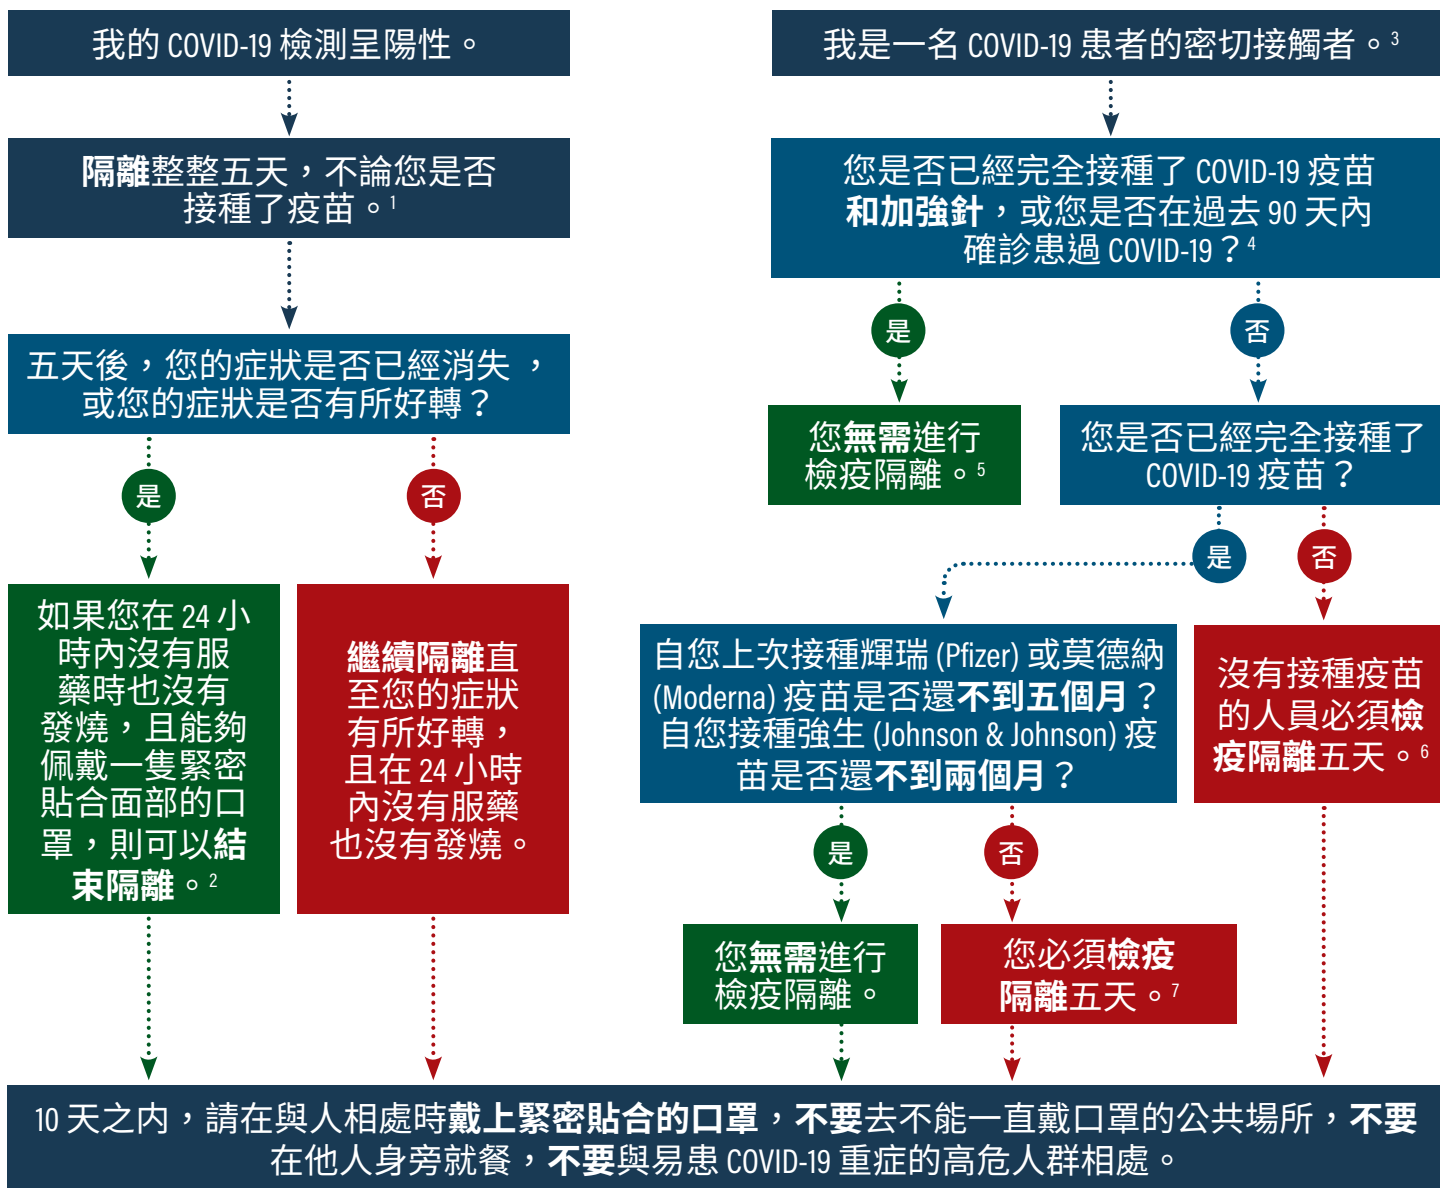 我的 COVID-19 檢測呈陽性。
隔離整整五天，不論您是否
接種了疫苗。1
五天後，您的症狀是否已經消失 ，
或您的症狀是否有所好轉？
是
否
如果您在 24 小
時內沒有服
藥時也沒有
發燒，且能夠
佩戴一隻緊密
貼合面部的口
罩，則可以結
束隔離。2
繼續隔離直
至您的症狀
有所好轉，
且在 24 小時
內沒有服藥
也沒有發燒。
我是一名 COVID-19 患者的密切接觸者。3
您是否已經完全接種了 COVID-19 疫苗
和加強針，或您是否在過去 90 天內
確診患過 COVID-19？4
是
否
您無需進行
檢疫隔離。5
您是否已經完全接種了
COVID-19 疫苗？
是
否
自您上次接種輝瑞 (Pfizer) 或莫德納
(Moderna) 疫苗是否還不到五個月？
自您接種強生 (Johnson & Johnson) 疫
苗是否還不到兩個月？
沒有接種疫苗
的人員必須檢
疫隔離五天。6
是
否
您無需進行
檢疫隔離。
您必須檢疫
隔離五天。7
10 天之内，請在與人相處時戴上緊密貼合的口罩，不要去不能一直戴口罩的公共場所，不要
在他人身旁就餐，不要與易患 COVID-19 重症的高危人群相處。